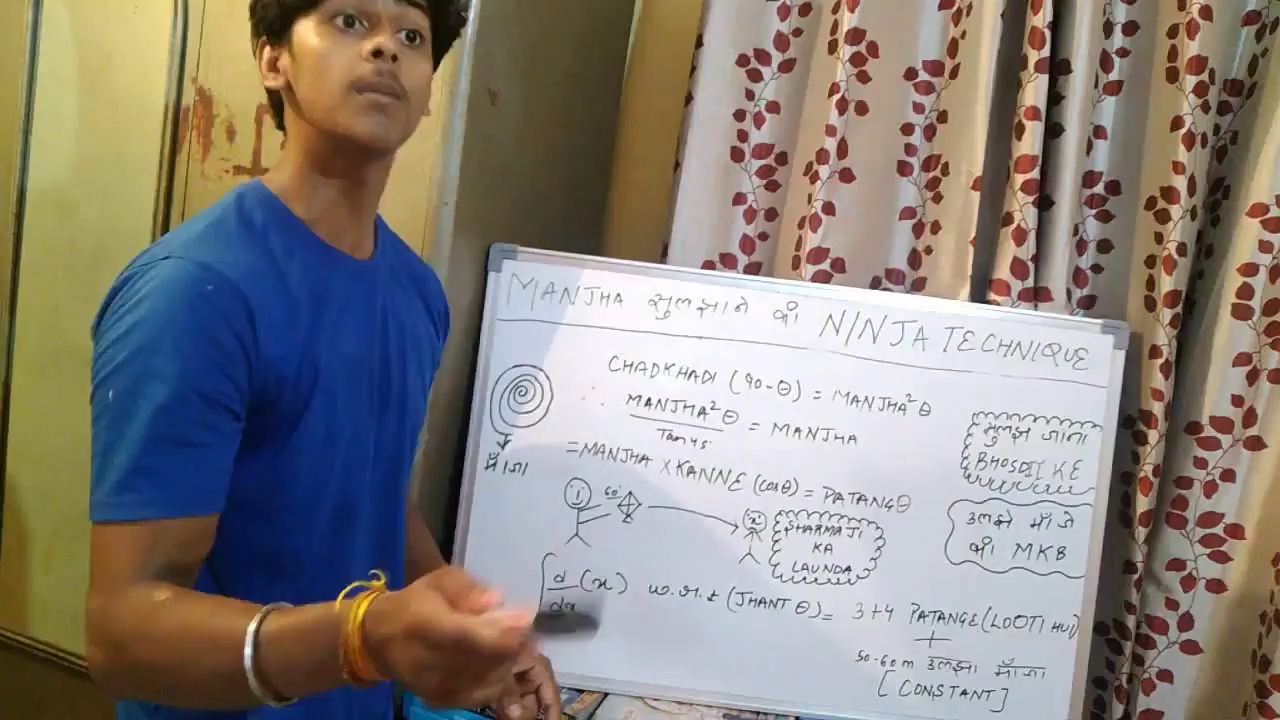 MANJHA सुलझाने की NINJA TECHNIQUE
CHADKHADI (90-θ) = MANJHA²θ
∴ MANJHA²θ / Tan 45 = MANJHA
= MANJHA X KANNE (cosθ) = PATANGθ
माँजा
सुलझ जाना
BHOSDI KE
60°
उलझे माँजे
की MKB
SHARMA JI
KA
LAUNDA
∫ d/dx (x) w.r.t (JHANT θ) = 3+4 PATANGE (LOOTI HUI)
+
50-60 m उलझा माँजा
[CONSTANT]